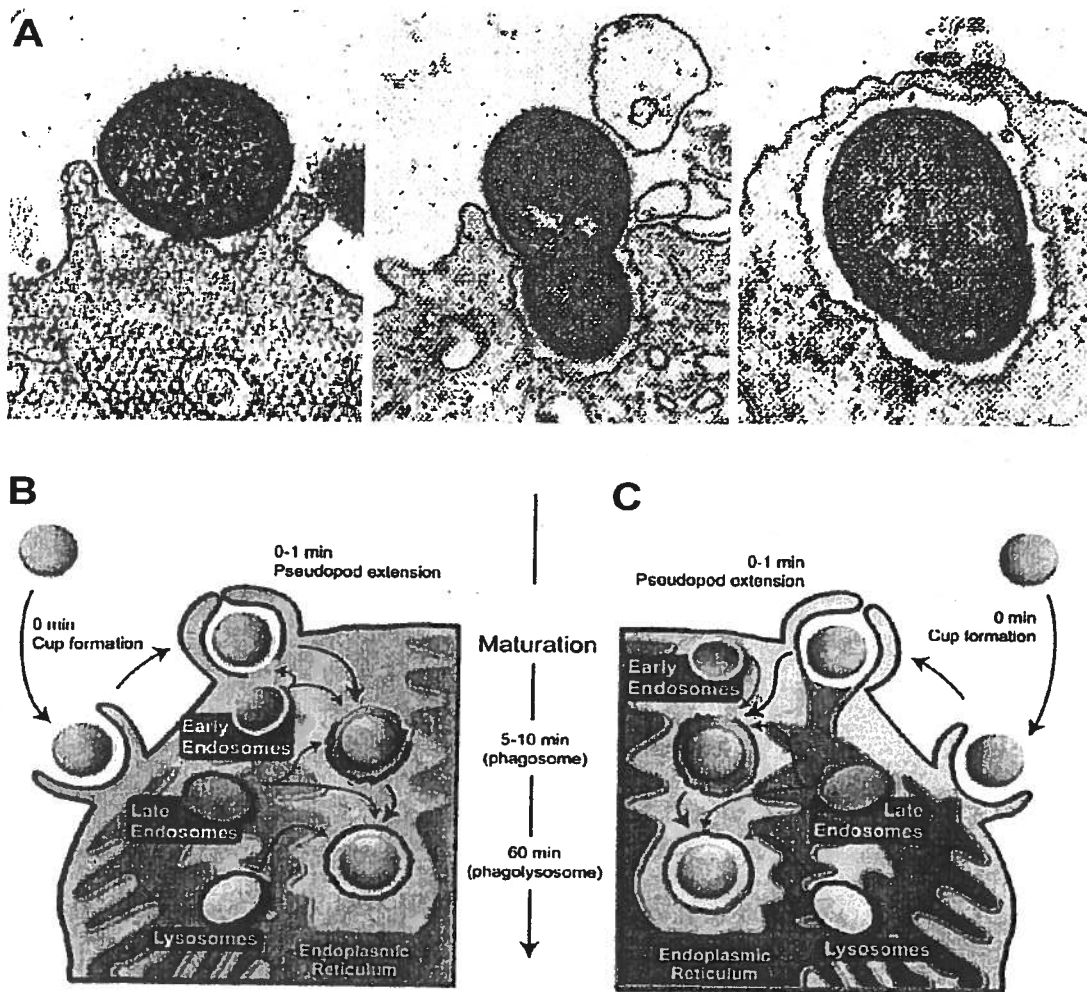 A
B
0-1 min
Pseudopod extension
0 min
Cup formation
Early
Endosomes
Late
Endosomes
Lysosomes
Endoplasmic
Reticulum
Maturation
5-10 min
(phagosome)
60 min
(phagolysosome)
C
0-1 min
Pseudopod extension
0 min
Cup formation
Early
Endosomes
Late
Endosomes
Endoplasmic
Reticulum
Lysosomes